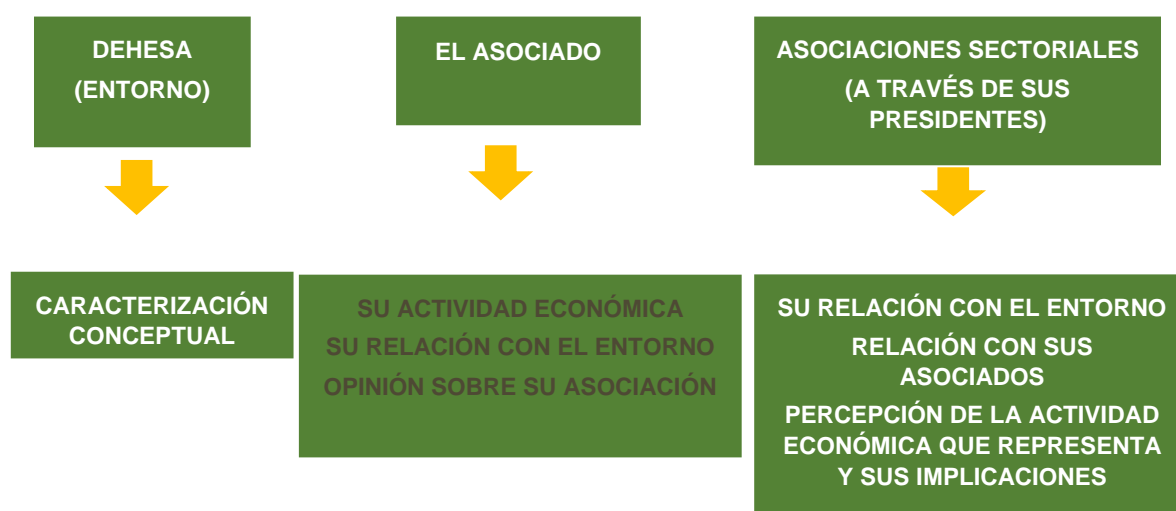 DEHESA
(ENTORNO)
EL ASOCIADO
ASOCIACIONES SECTORIALES
(A TRAVÉS DE SUS
PRESIDENTES)
CARACTERIZACIÓN
CONCEPTUAL
SU ACTIVIDAD ECONÓMICA
SU RELACIÓN CON EL ENTORNO
OPINIÓN SOBRE SU ASOCIACIÓN
SU RELACIÓN CON EL ENTORNO
RELACIÓN CON SUS
ASOCIADOS
PERCEPCIÓN DE LA ACTIVIDAD
ECONÓMICA QUE REPRESENTA
Y SUS IMPLICACIONES